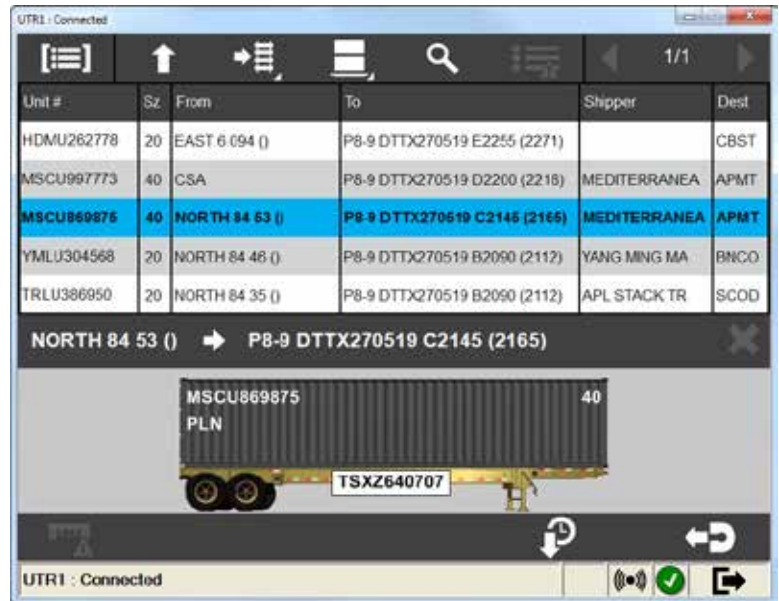 UTR1 : Connected
1/1
Unit # Sz From To Shipper Dest
HDMU262778 20 EAST 6 094 () P8-9 DTTX270519 E2255 (2271) CBST
MSCU997773 40 CSA P8-9 DTTX270519 D2200 (2218) MEDITERRANEA APMT
MSCU869875 40 NORTH 84 53 () P8-9 DTTX270519 C2145 (2165) MEDITERRANEA APMT
YMLU304568 20 NORTH 84 46 () P8-9 DTTX270519 B2090 (2112) YANG MING MA BNCO
TRLU386950 20 NORTH 84 35 () P8-9 DTTX270519 B2090 (2112) APL STACK TR SCOD
NORTH 84 53 () P8-9 DTTX270519 C2145 (2165)
MSCU869875 40
PLN
TSXZ640707
UTR1 : Connected